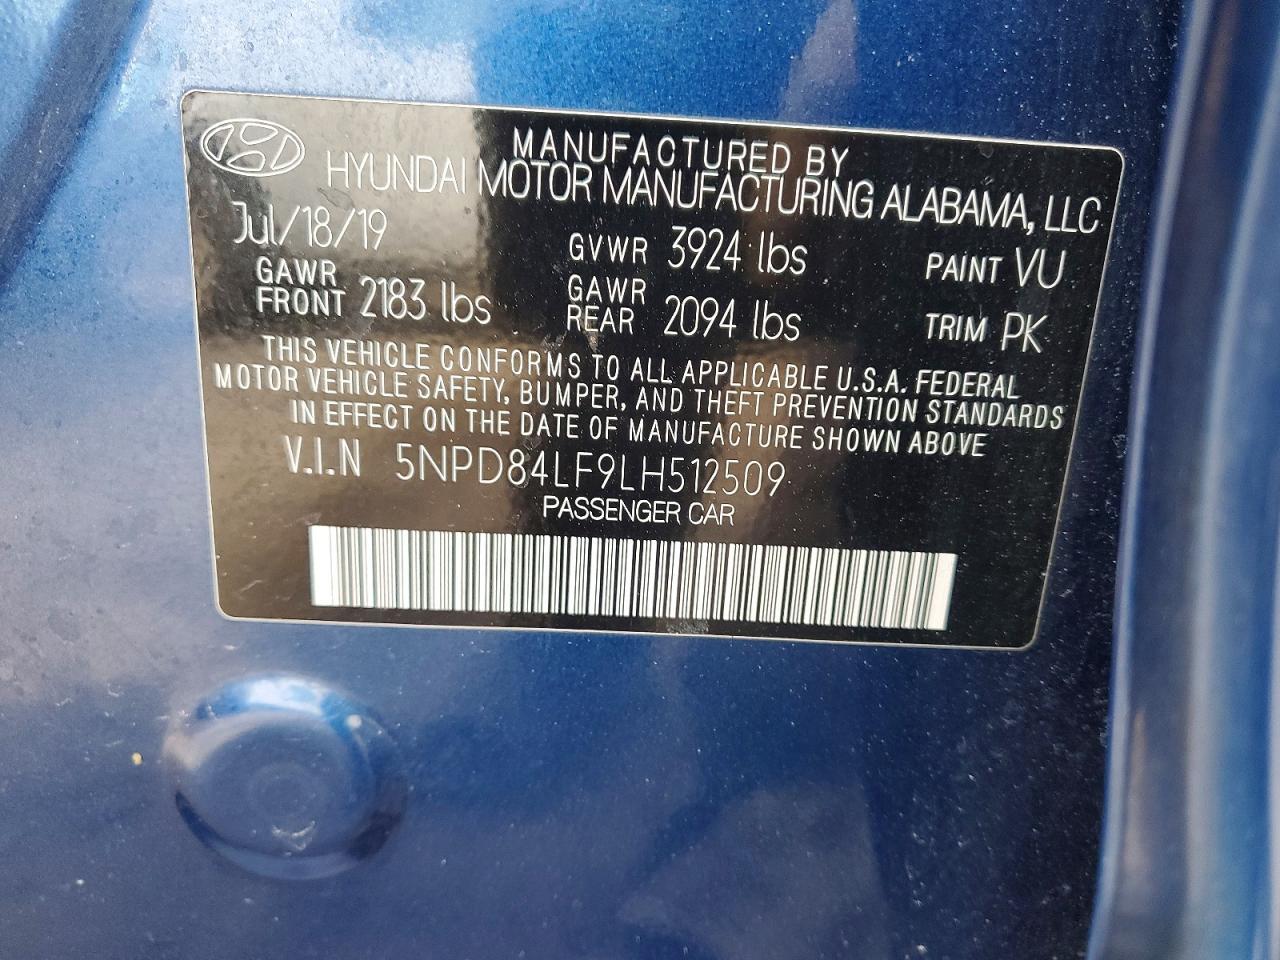 MANUFACTURED BY
HYUNDAI MOTOR MANUFACTURING ALABAMA, LLC
Jul/18/19 GVWR 3924 lbs PAINT VU
GAWR FRONT 2183 lbs GAWR REAR 2094 lbs TRIM PK
THIS VEHICLE CONFORMS TO ALL APPLICABLE U.S.A. FEDERAL
MOTOR VEHICLE SAFETY, BUMPER, AND THEFT PREVENTION STANDARDS
IN EFFECT ON THE DATE OF MANUFACTURE SHOWN ABOVE
V.I.N 5NPD84LF9LH512509
PASSENGER CAR